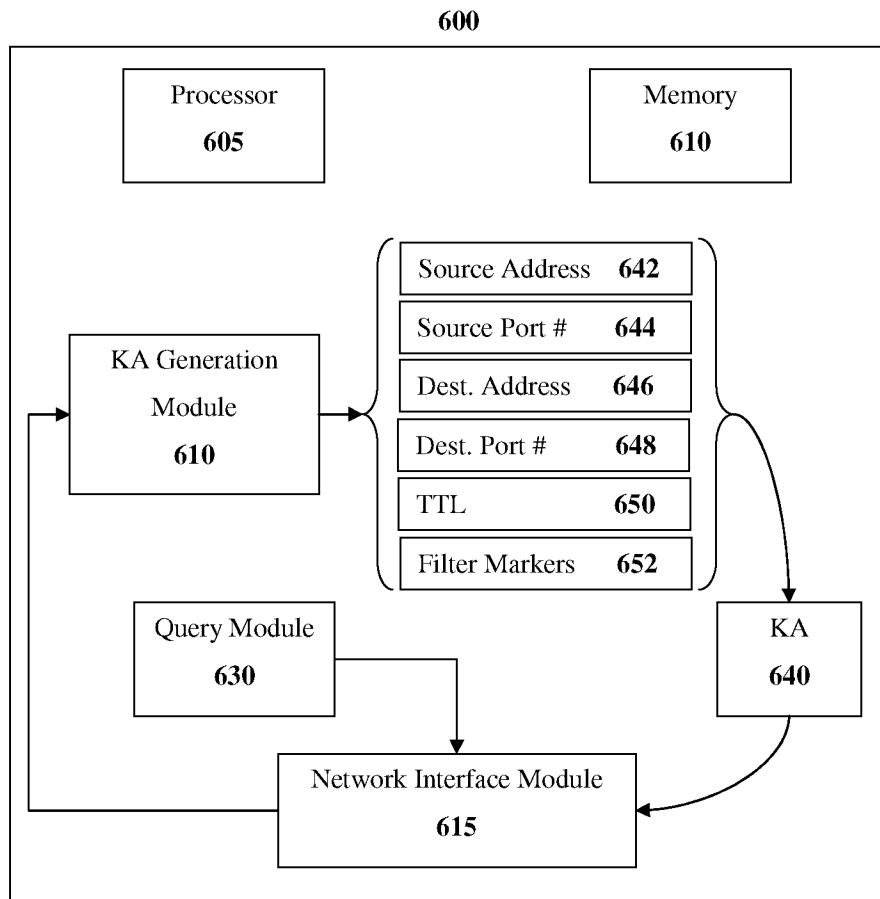 600
Processor
605
Memory
610
Source Address 642
Source Port # 644
Dest. Address 646
Dest. Port # 648
TTL 650
Filter Markers 652
KA Generation
Module
610
Query Module
630
KA
640
Network Interface Module
615